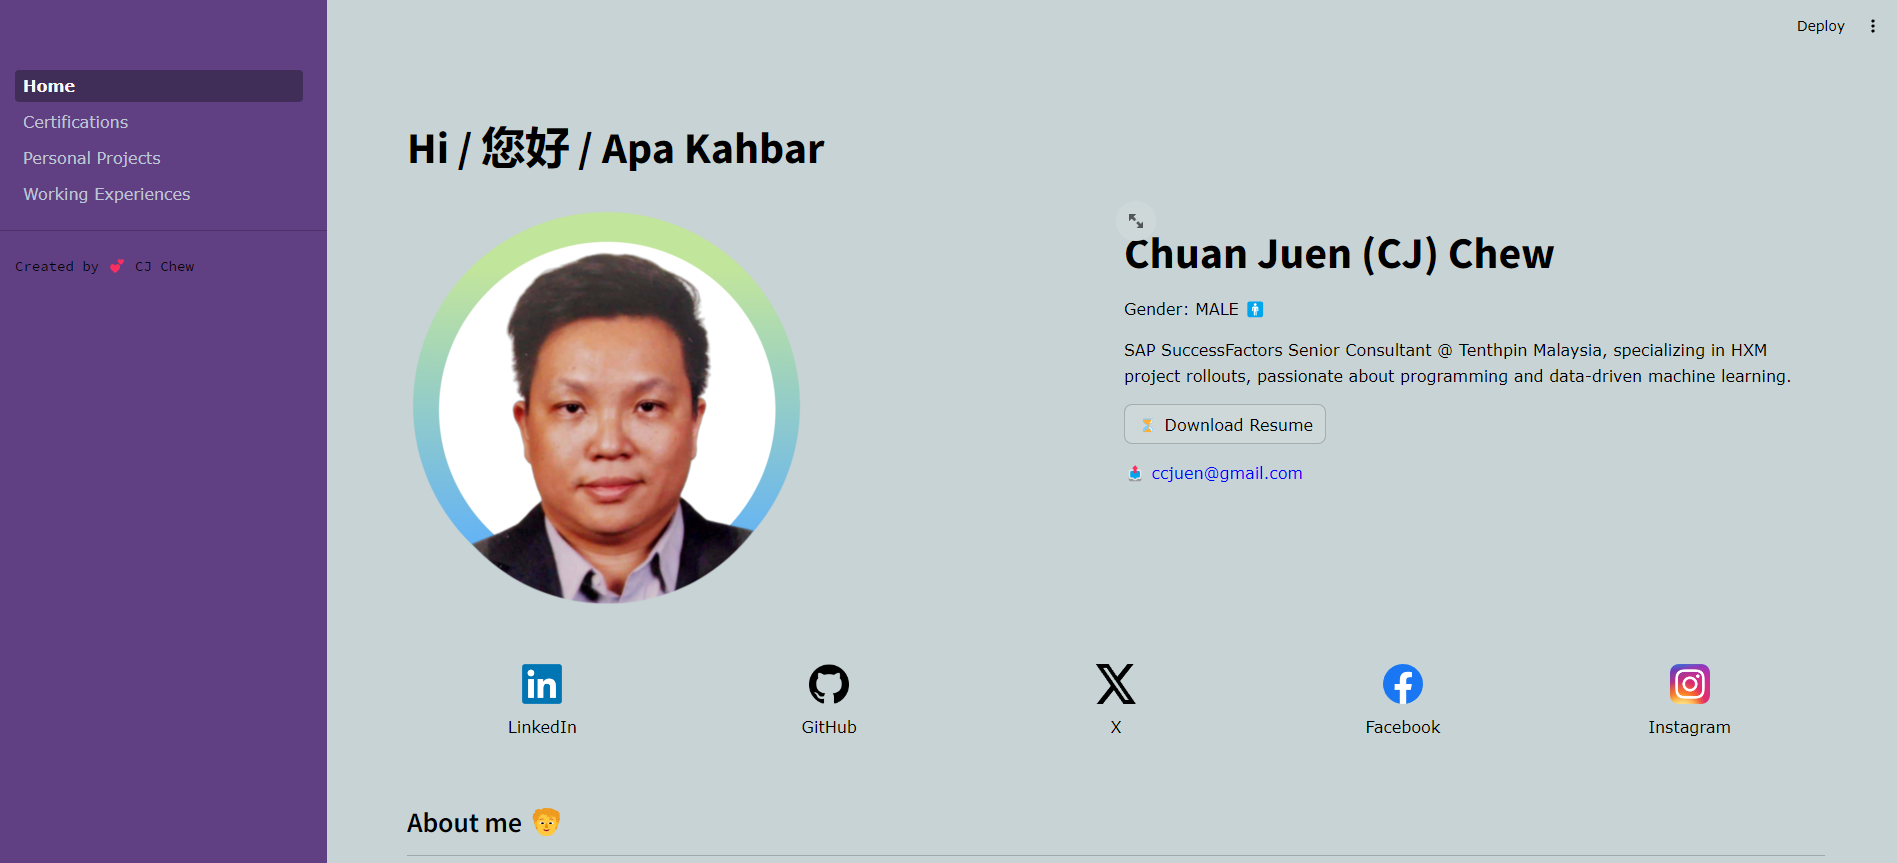 Deploy
Home
Certifications
Personal Projects
Working Experiences
Created by 💕 CJ Chew
Hi / 您好 / Apa Kahbar
Chuan Juen (CJ) Chew
Gender: MALE 🚹
SAP SuccessFactors Senior Consultant @ Tenthpin Malaysia, specializing in HXM
project rollouts, passionate about programming and data-driven machine learning.
⏳ Download Resume
📤 ccjuen@gmail.com
LinkedIn
GitHub
X
Facebook
Instagram
About me 🧑